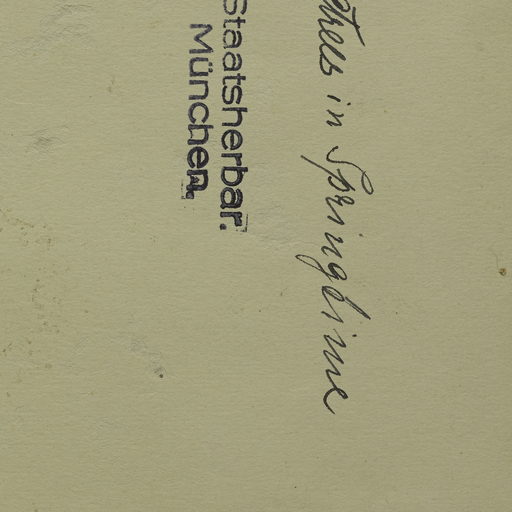 in Springtime
Staatsherbar.
München.